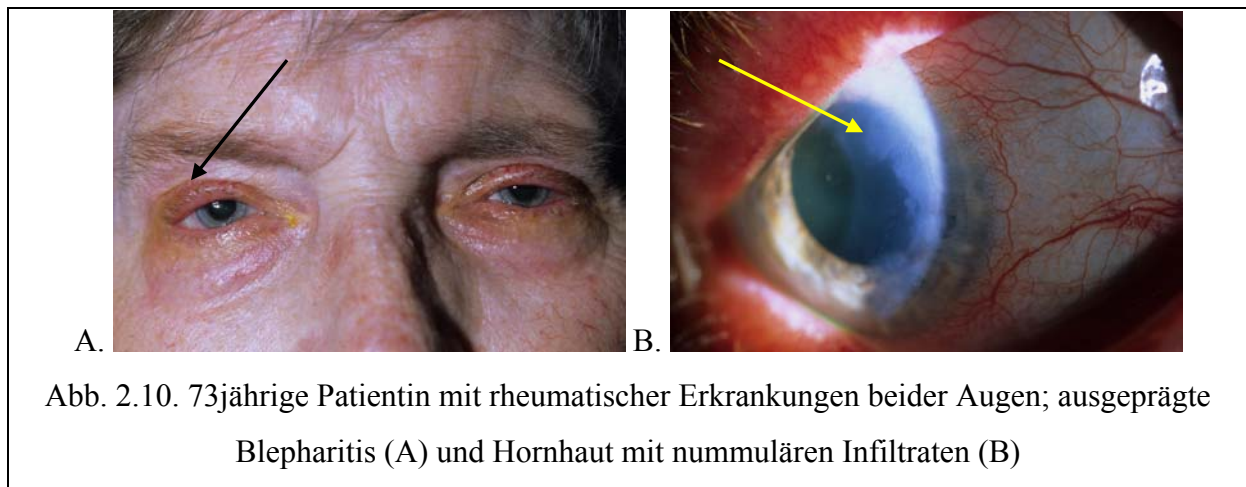 A. B.
Abb. 2.10. 73jährige Patientin mit rheumatischer Erkrankungen beider Augen; ausgeprägte
Blepharitis (A) und Hornhaut mit nummulären Infiltraten (B)